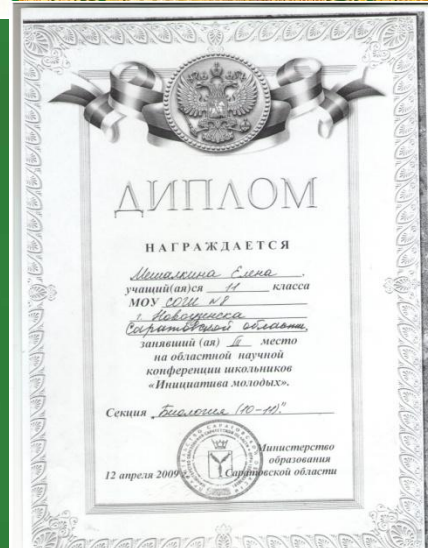 ДИПЛОМ
НАГРАЖДАЕТСЯ
Мешалкина Елена
учащий(ая)ся 11 класса
МОУ СОШ №8
г. Новоузенска
Саратовской области,
занявший (ая) место
на областной научной
конференции школьников
«Инициатива молодых».
Секция „Биология (10-11)"
Министерство
образования
12 апреля 2009 Саратовской области